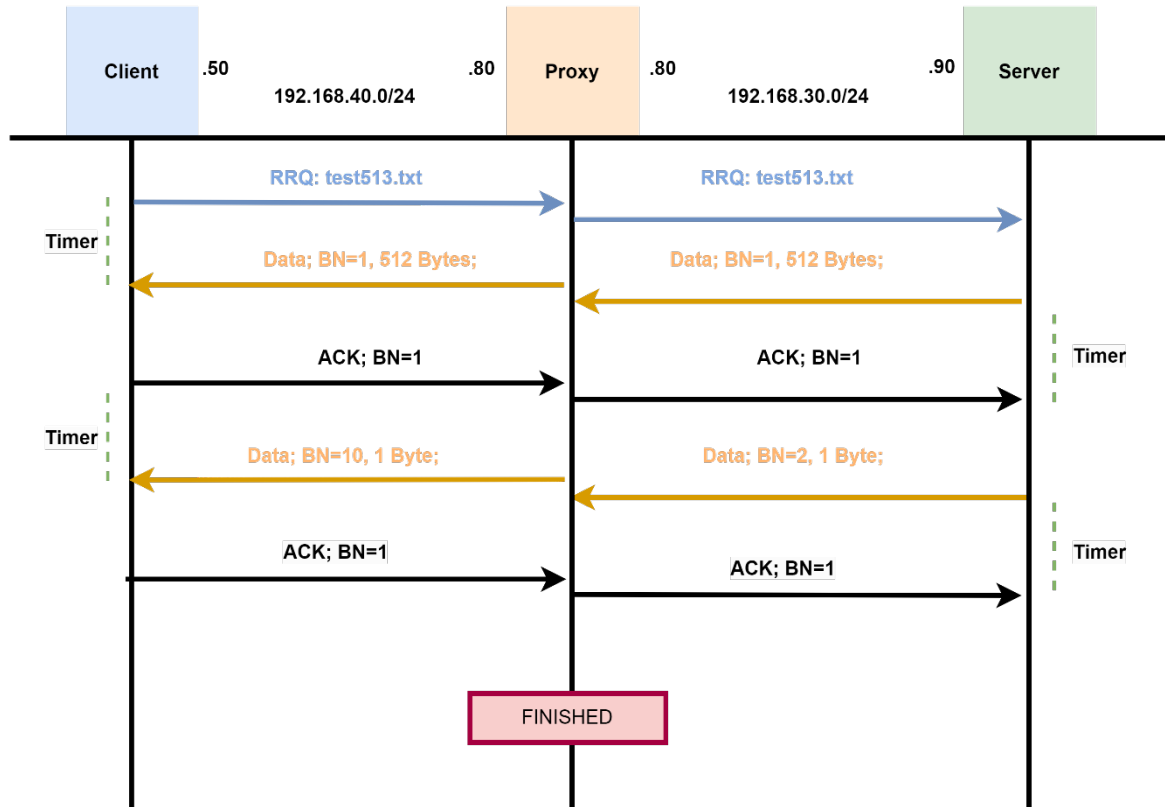 Client
.50
.80
Proxy
.80
.90
Server
192.168.40.0/24
192.168.30.0/24
RRQ: test513.txt
RRQ: test513.txt
Timer
Data; BN=1, 512 Bytes;
Data; BN=1, 512 Bytes;
ACK; BN=1
ACK; BN=1
Timer
Timer
Data; BN=10, 1 Byte;
Data; BN=2, 1 Byte;
ACK; BN=1
ACK; BN=1
Timer
FINISHED